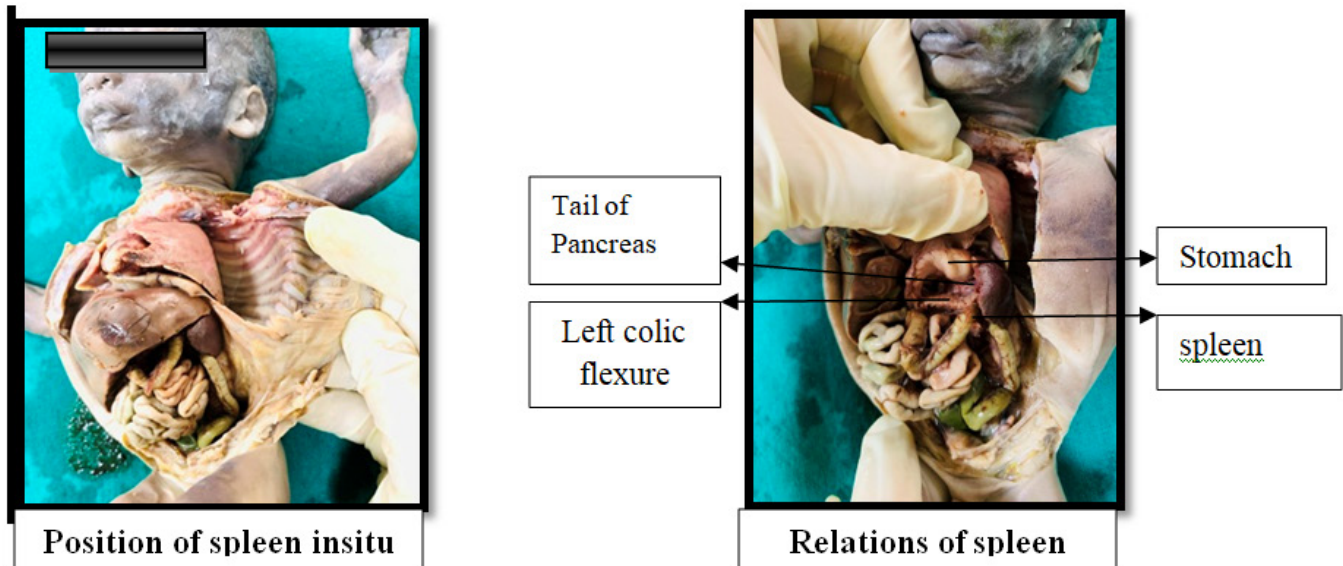 Tail of
Pancreas
Left colic
flexure
Stomach
spleen
Position of spleen insitu
Relations of spleen